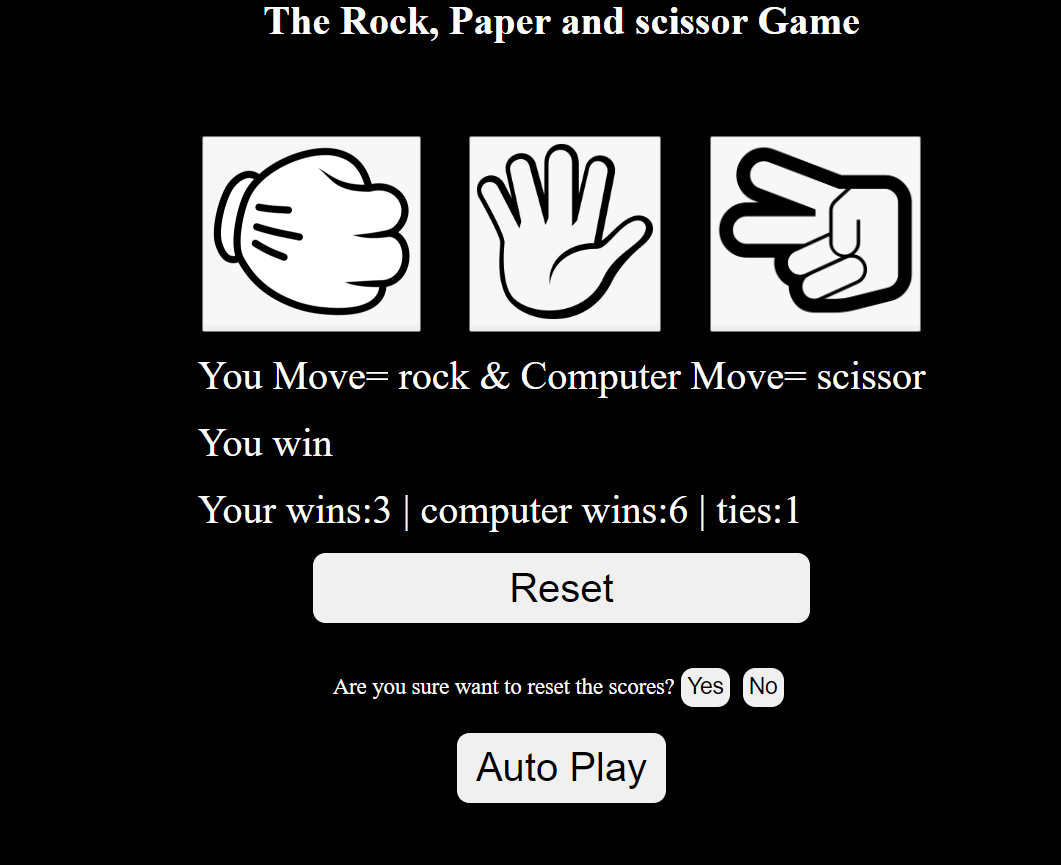 The Rock, Paper and scissor Game
You Move= rock & Computer Move= scissor
You win
Your wins:3 | computer wins:6 | ties:1
Reset
Are you sure want to reset the scores? Yes No
Auto Play